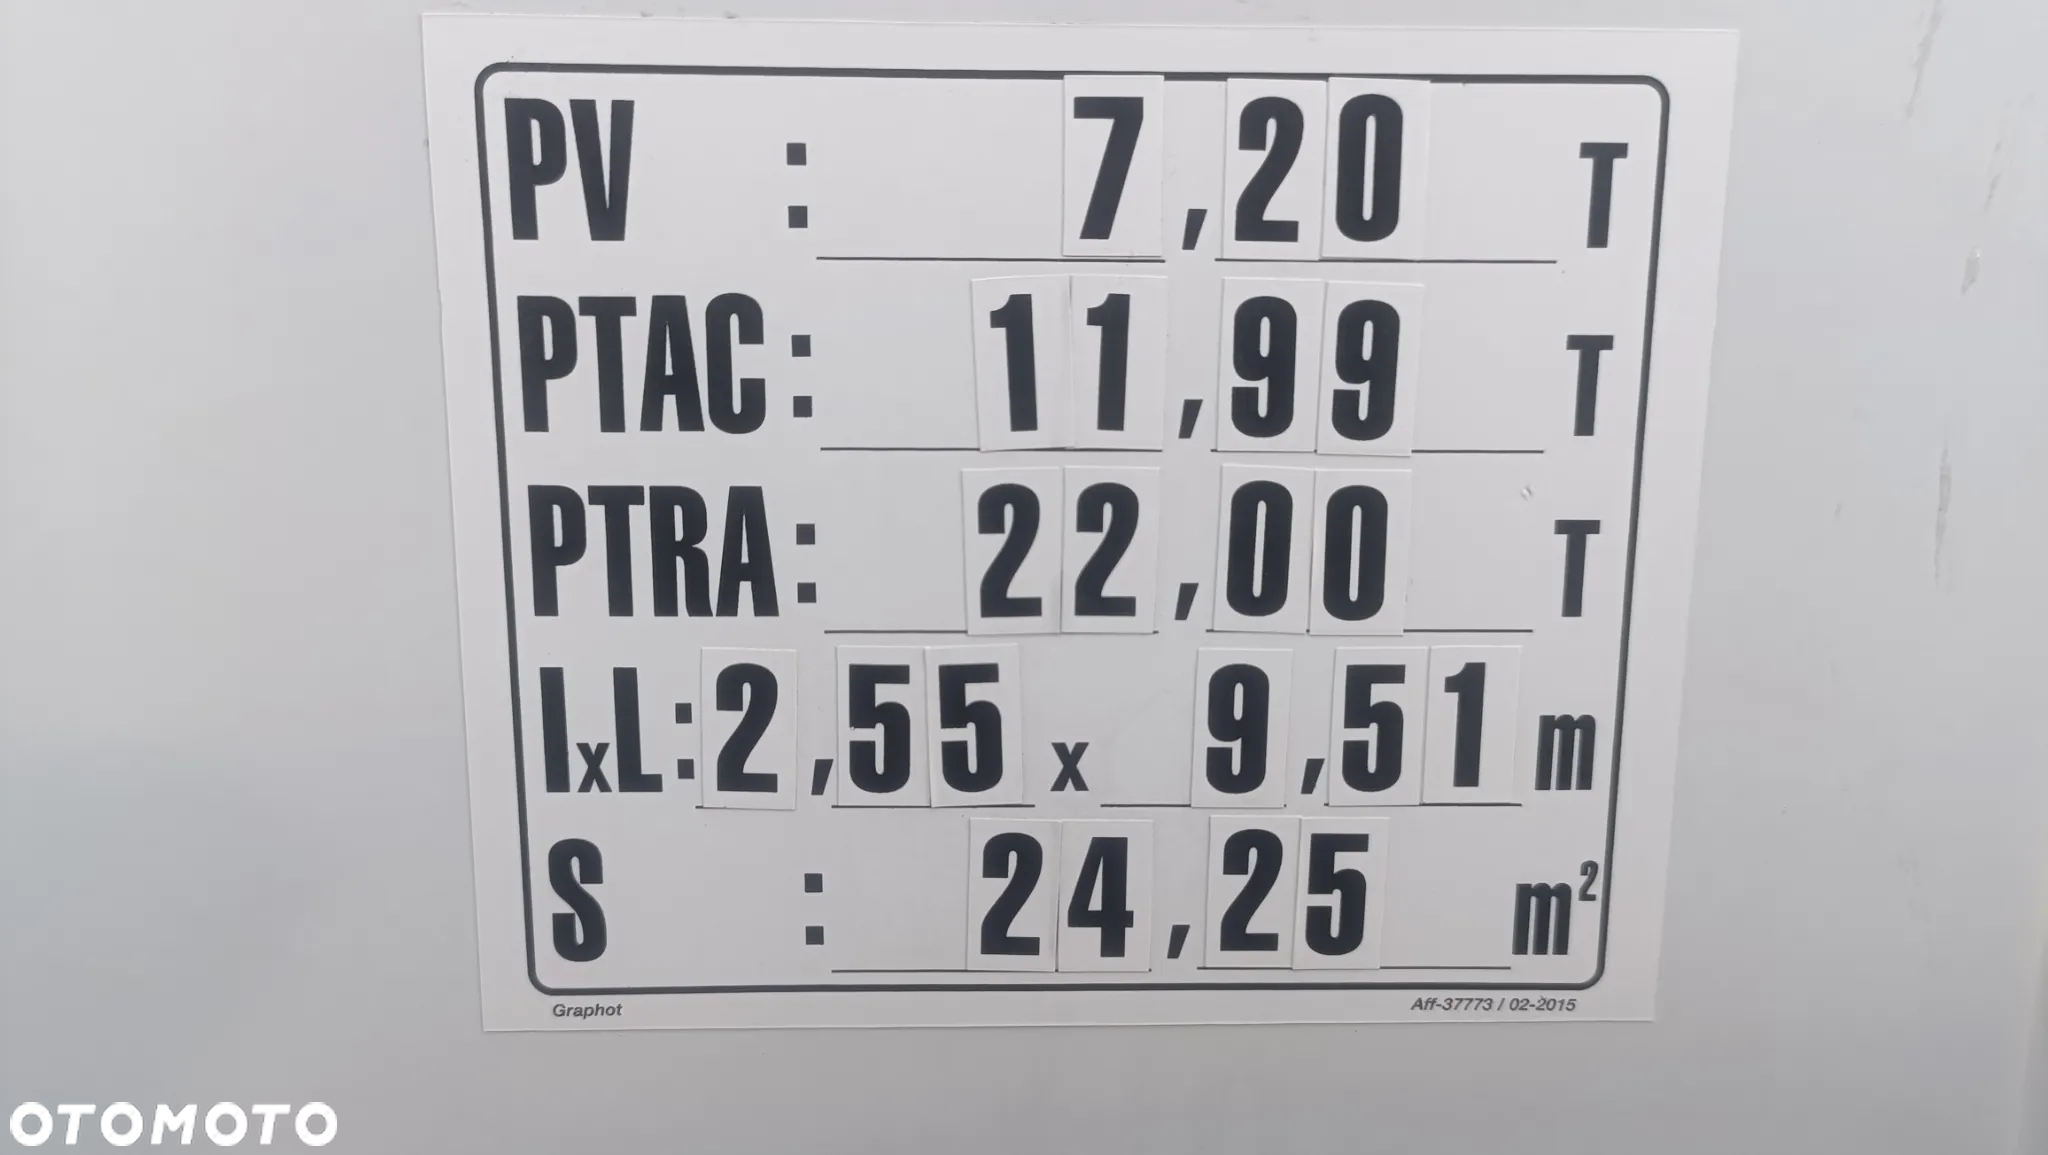 PV : 7,20 T
PTAC : 11,99 T
PTRA : 22,00 T
lxL : 2,55 x 9,51 m
S : 24,25 m²
Graphot Aff-37773 / 02-2015
OTOMOTO